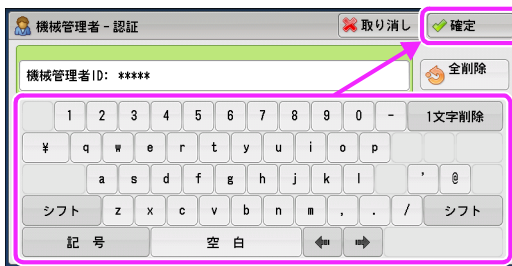 機械管理者 - 認証
取り消し
確定
機械管理者ID: *****
全削除
1 2 3 4 5 6 7 8 9 0 - 1文字削除
¥ q w e r t y u i o p
a s d f g h j k l ' @
シフト z x c v b n m , . / シフト
記 号 空 白